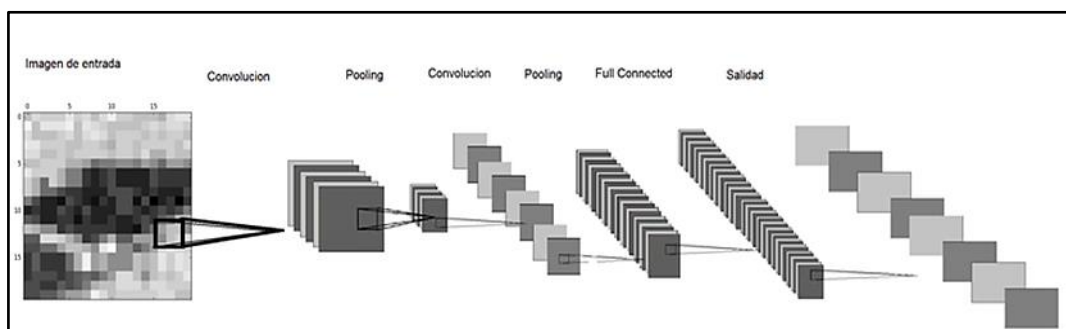 Imagen de entrada
Convolucion
Pooling
Convolucion
Pooling
Full Connected
Salidad
0 5 10 15
0
5
10
15